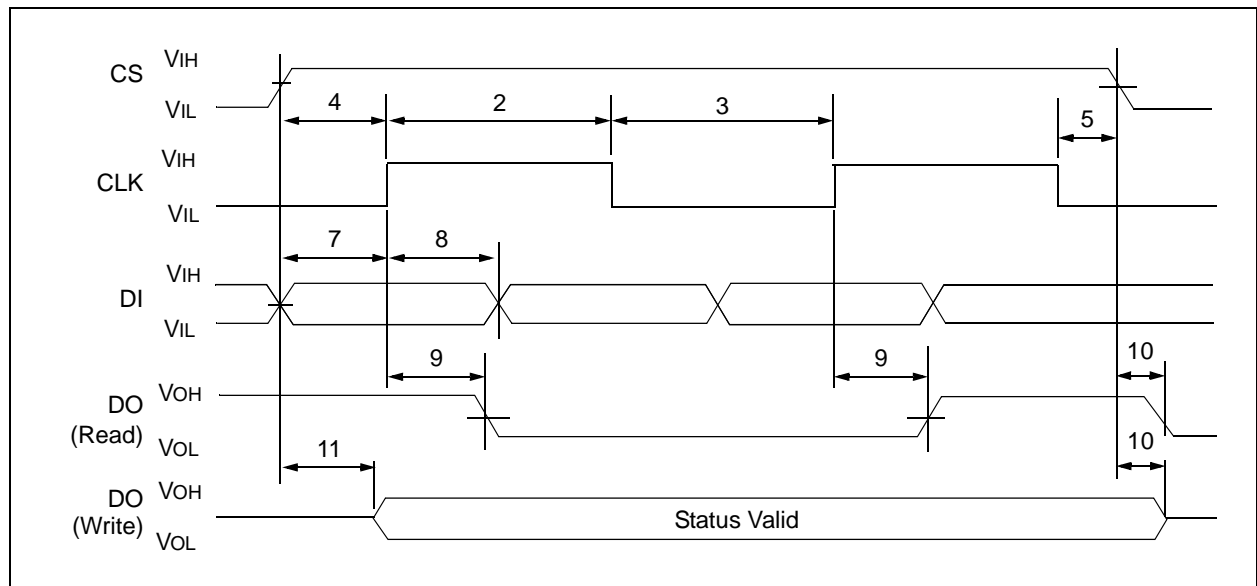 CS VIH
VIL
4 2 3 5
CLK VIH
VIL
7 8
DI VIH
VIL
9 9 10
DO VOH
(Read) VOL
11 10
DO VOH
(Write) VOL
Status Valid